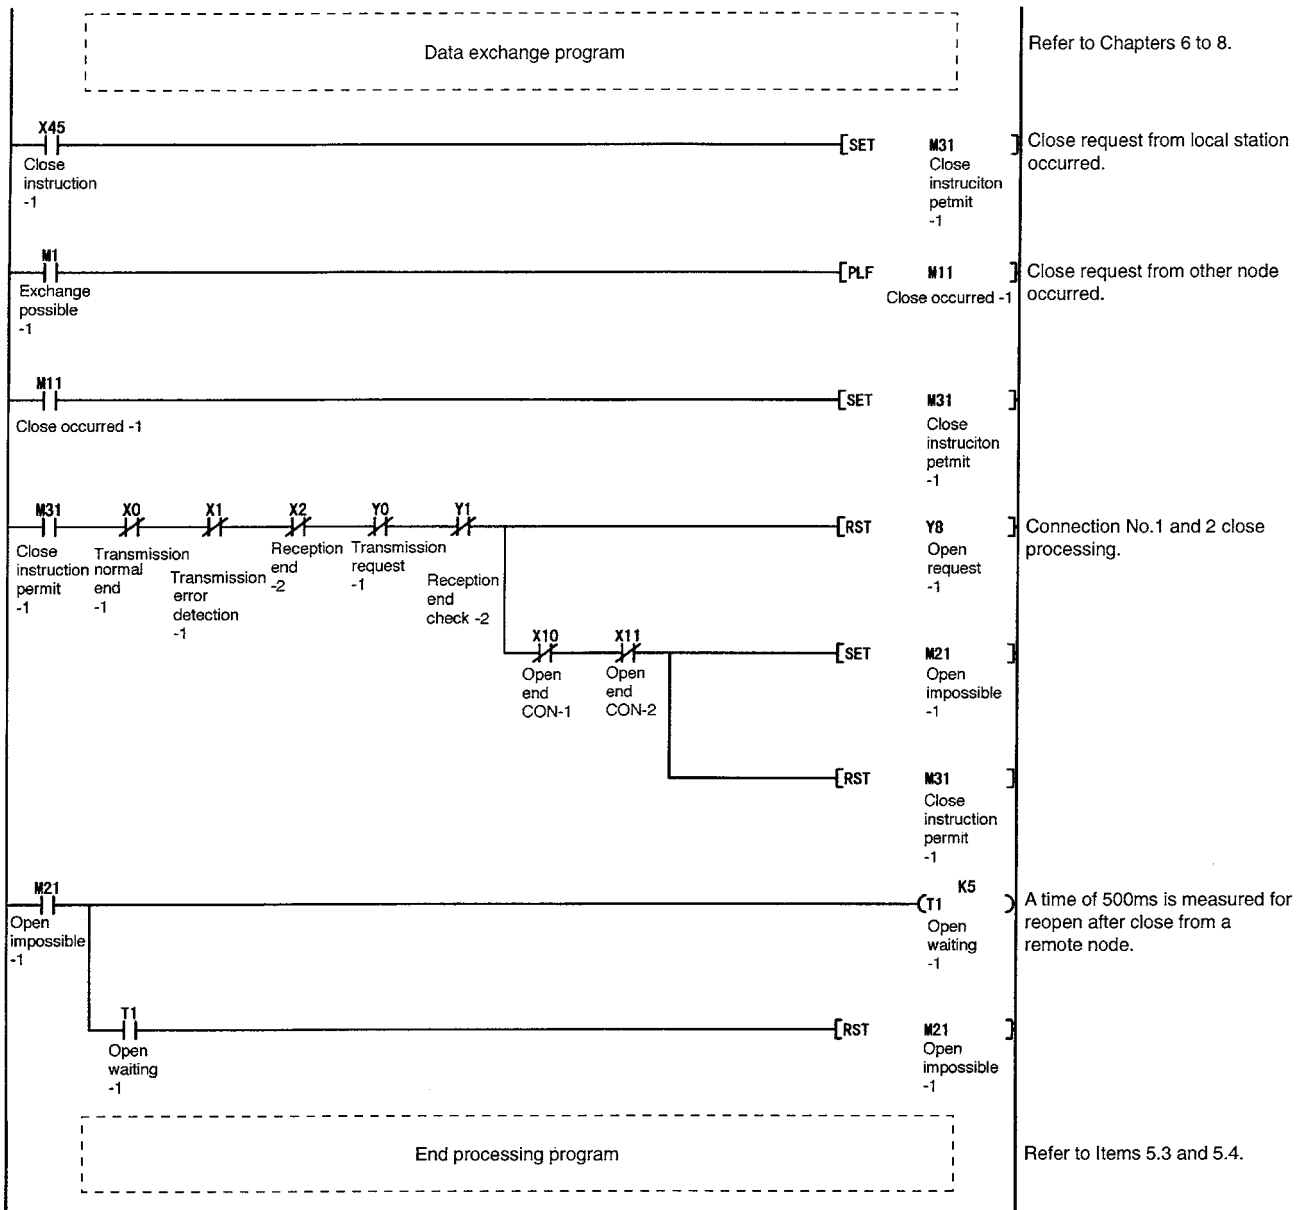 Data exchange program
Refer to Chapters 6 to 8.
X45
[SET M31 ]
Close
instruction
-1
Close
instruciton
petmit
-1
Close request from local station
occurred.
M1
[PLF M11 ]
Exchange
possible
-1
Close occurred -1
Close request from other node
occurred.
M11
[SET M31 ]
Close occurred -1
Close
instruciton
petmit
-1
M31 X0 X1 X2 Y0 Y1
[RST Y8 ]
Close
instruction
permit
-1
Transmission
normal
end
-1
Transmission
error
detection
-1
Reception
end
-2
Transmission
request
-1
Reception
end
check -2
Open
request
-1
Connection No.1 and 2 close
processing.
X10 X11
[SET M21 ]
Open
end
CON-1
Open
end
CON-2
Open
impossible
-1
[RST M31 ]
Close
instruction
permit
-1
M21
K5
(T1 )
Open
impossible
-1
Open
waiting
-1
A time of 500ms is measured for
reopen after close from a
remote node.
T1
[RST M21 ]
Open
waiting
-1
Open
impossible
-1
End processing program
Refer to Items 5.3 and 5.4.